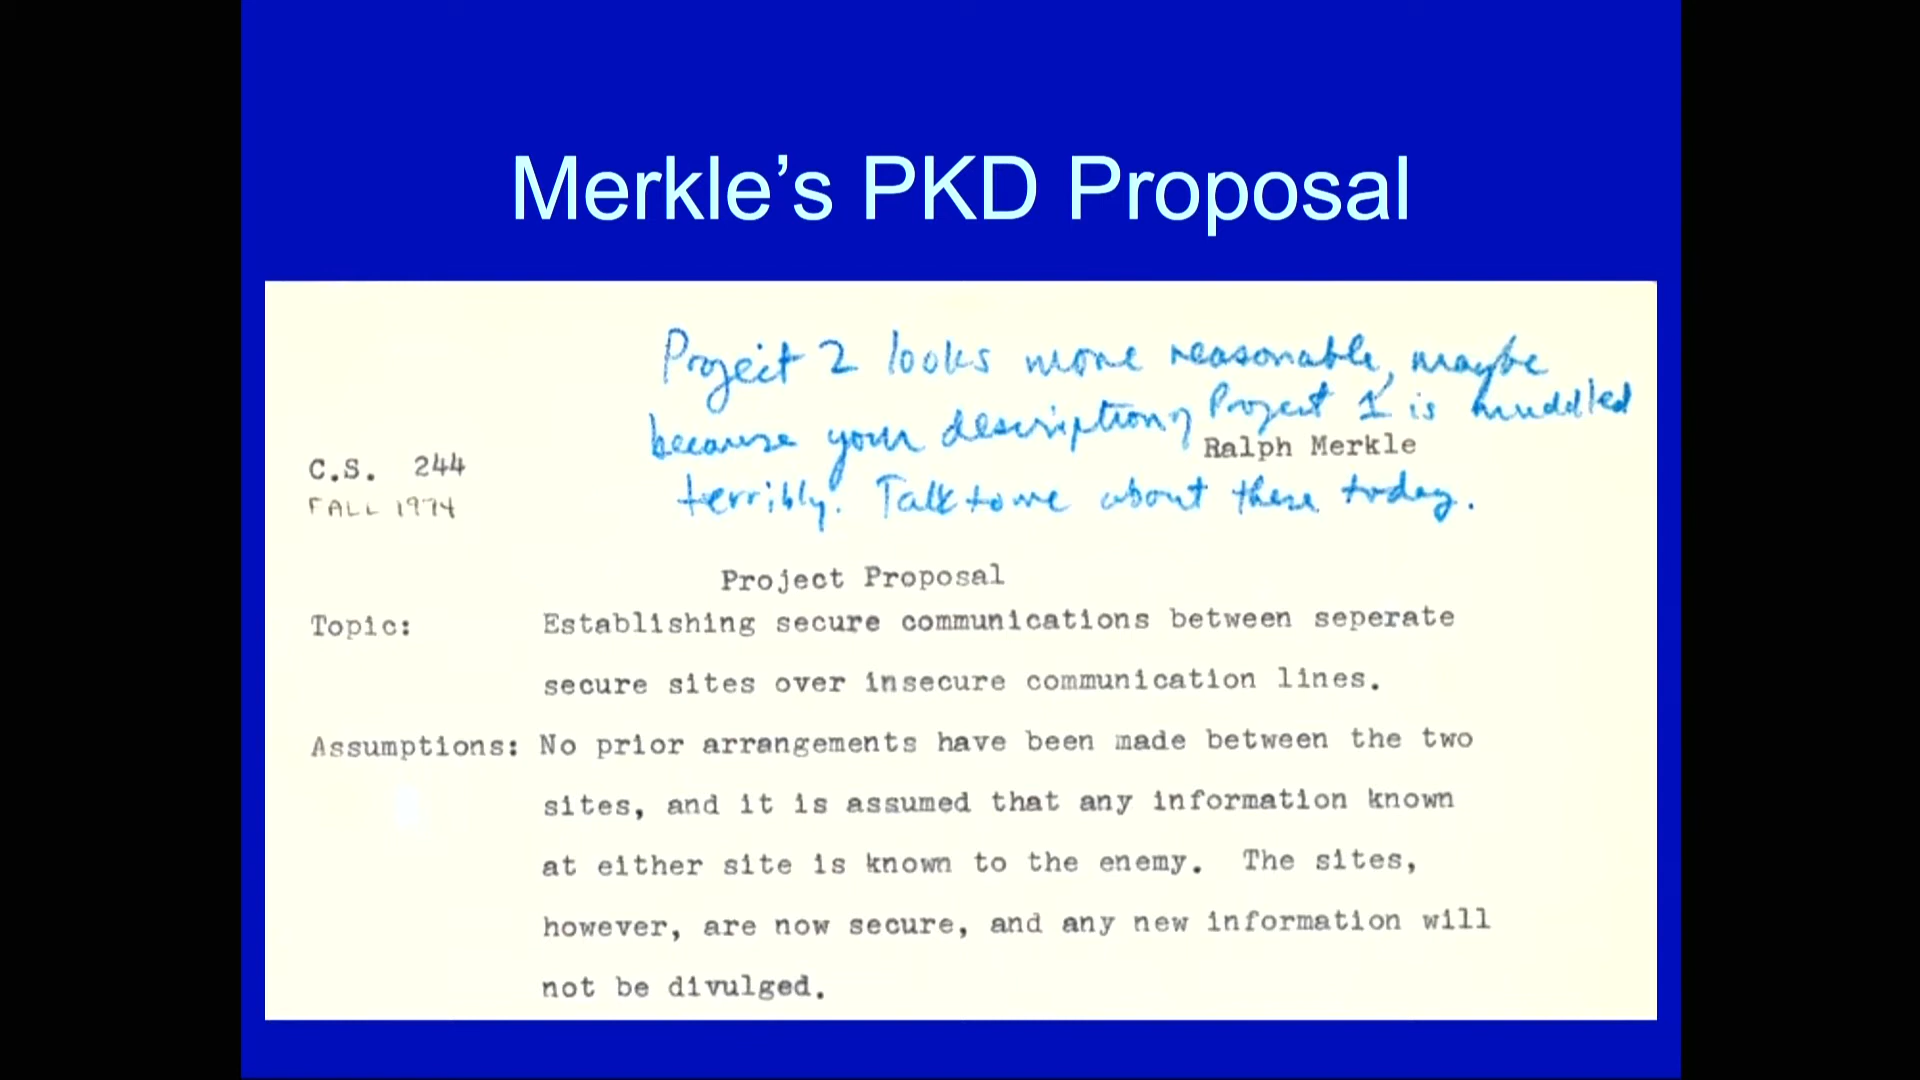 Merkle’s PKD Proposal
Project 2 looks more reasonable, maybe
because your description of Project 1 is muddled
Ralph Merkle
terribly. Talk to me about these today.
C.S. 244
FALL 1974
Project Proposal
Topic: Establishing secure communications between seperate
secure sites over insecure communication lines.
Assumptions: No prior arrangements have been made between the two
sites, and it is assumed that any information known
at either site is known to the enemy. The sites,
however, are now secure, and any new information will
not be divulged.